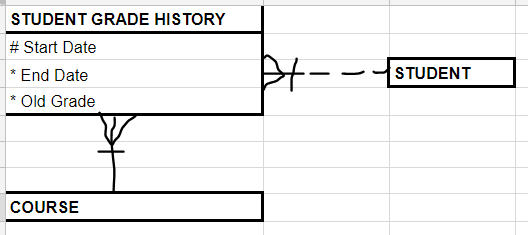 STUDENT GRADE HISTORY
# Start Date
* End Date
* Old Grade
STUDENT
COURSE